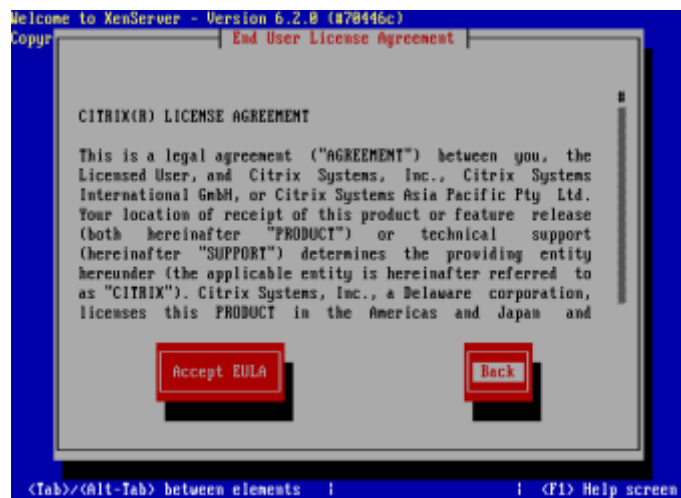 Welcome to XenServer - Version 6.2.0 (#70446c)
Copyr
End User License Agreement
CITRIX(R) LICENSE AGREEMENT
This is a legal agreement ("AGREEMENT") between you, the
Licensed User, and Citrix Systems, Inc., Citrix Systems
International GmbH, or Citrix Systems Asia Pacific Pty Ltd.
Your location of receipt of this product or feature release
(both hereinafter "PRODUCT") or technical support
(hereinafter "SUPPORT") determines the providing entity
hereunder (the applicable entity is hereinafter referred to
as "CITRIX"). Citrix Systems, Inc., a Delaware corporation,
licenses this PRODUCT in the Americas and Japan and
Accept EULA Back
<Tab>/<Alt-Tab> between elements | | <F1> Help screen